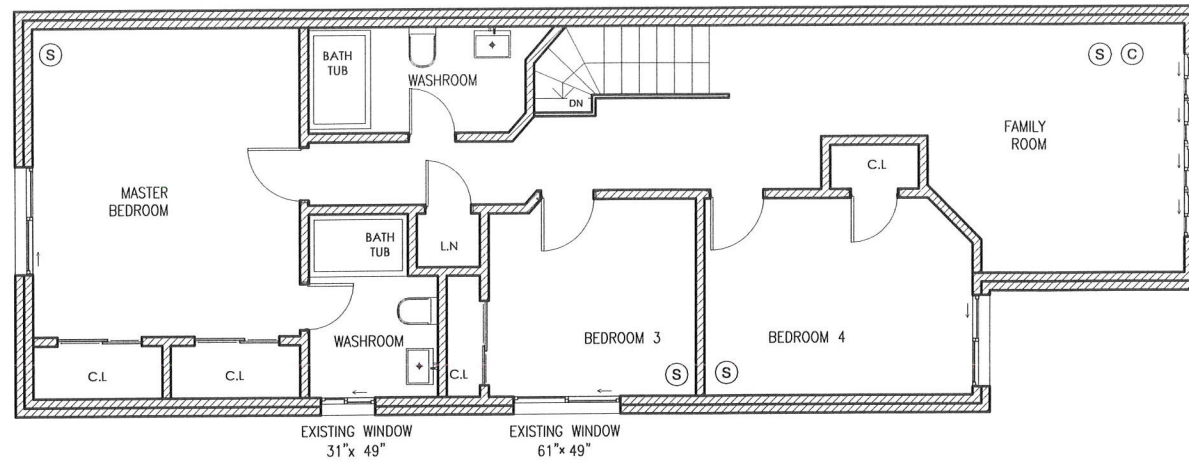 S
BATH
TUB
WASHROOM
DN
S
C
FAMILY
ROOM
C.L
MASTER
BEDROOM
BATH
TUB
L.N
WASHROOM
BEDROOM 3
BEDROOM 4
C.L
C.L
C.L
S
S
EXISTING WINDOW
31"x 49"
EXISTING WINDOW
61"x 49"